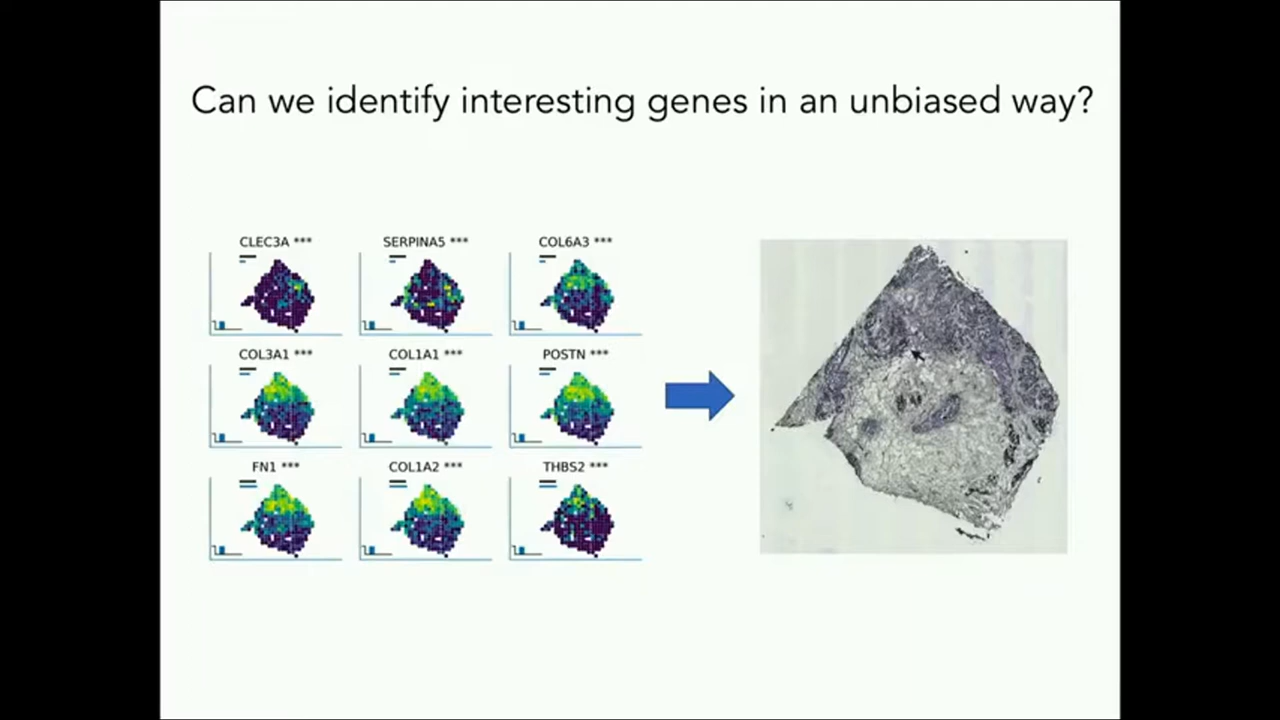 Can we identify interesting genes in an unbiased way?
CLEC3A ***
SERPINA5 ***
COL6A3 ***
COL3A1 ***
COL1A1 ***
POSTN ***
FN1 ***
COL1A2 ***
THBS2 ***